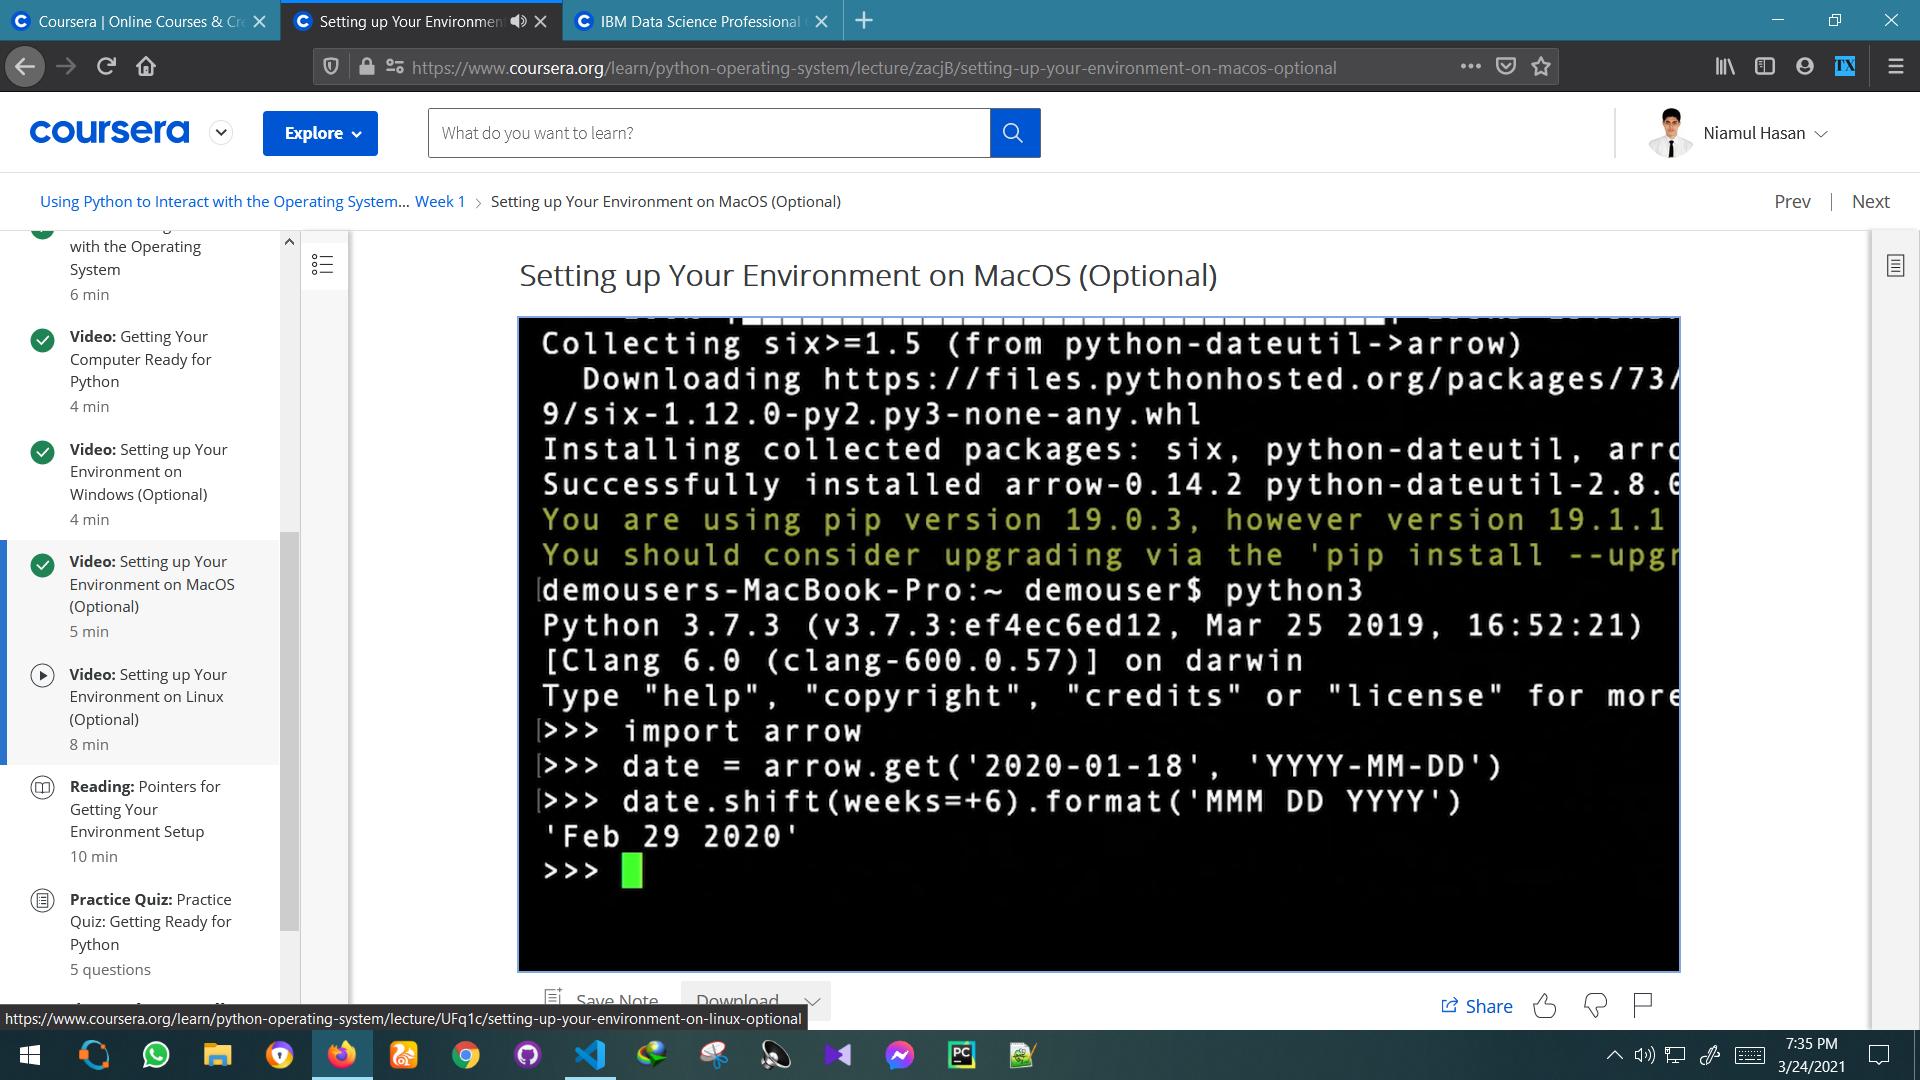 Coursera | Online Courses & Cre
Setting up Your Environmen
IBM Data Science Professional
https://www.coursera.org/learn/python-operating-system/lecture/zacjB/setting-up-your-environment-on-macos-optional
TX
coursera
Explore
What do you want to learn?
Niamul Hasan
Using Python to Interact with the Operating System... Week 1 > Setting up Your Environment on MacOS (Optional)
Prev | Next
with the Operating
System
6 min
Video: Getting Your
Computer Ready for
Python
4 min
Video: Setting up Your
Environment on
Windows (Optional)
4 min
Video: Setting up Your
Environment on MacOS
(Optional)
5 min
Video: Setting up Your
Environment on Linux
(Optional)
8 min
Reading: Pointers for
Getting Your
Environment Setup
10 min
Practice Quiz: Practice
Quiz: Getting Ready for
Python
5 questions
Setting up Your Environment on MacOS (Optional)
Collecting six>=1.5 (from python-dateutil->arrow)
Downloading https://files.pythonhosted.org/packages/73/
9/six-1.12.0-py2.py3-none-any.whl
Installing collected packages: six, python-dateutil, arro
Successfully installed arrow-0.14.2 python-dateutil-2.8.0
You are using pip version 19.0.3, however version 19.1.1
You should consider upgrading via the 'pip install --upgr
demousers-MacBook-Pro:~ demouser$ python3
Python 3.7.3 (v3.7.3:ef4ec6ed12, Mar 25 2019, 16:52:21)
[Clang 6.0 (clang-600.0.57)] on darwin
Type "help", "copyright", "credits" or "license" for more
>>> import arrow
>>> date = arrow.get('2020-01-18', 'YYYY-MM-DD')
>>> date.shift(weeks=+6).format('MMM DD YYYY')
'Feb 29 2020'
>>>
Save Note
Download
Share
https://www.coursera.org/learn/python-operating-system/lecture/UFq1c/setting-up-your-environment-on-linux-optional
PC
7:35 PM
3/24/2021